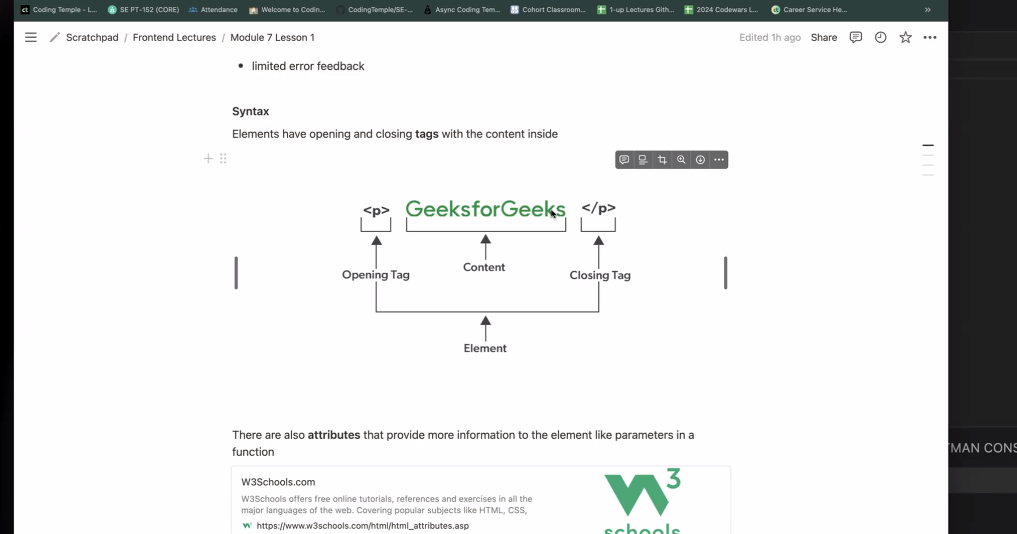 Coding Temple - L...
SE PT-152 (CORE)
Attendance
Welcome to Codin...
CodingTemple/SE-...
Async Coding Tem...
Cohort Classroom...
1-up Lectures Gith...
2024 Codewars L...
Career Service He...
»
Scratchpad / Frontend Lectures / Module 7 Lesson 1
Edited 1h ago Share
• limited error feedback
Syntax
Elements have opening and closing tags with the content inside
<p> GeeksforGeeks </p>
Opening Tag
Content
Closing Tag
Element
There are also attributes that provide more information to the element like parameters in a
function
W3Schools.com
W3Schools offers free online tutorials, references and exercises in all the
major languages of the web. Covering popular subjects like HTML, CSS,
https://www.w3schools.com/html/html_attributes.asp
W3
schools
TMAN CONS